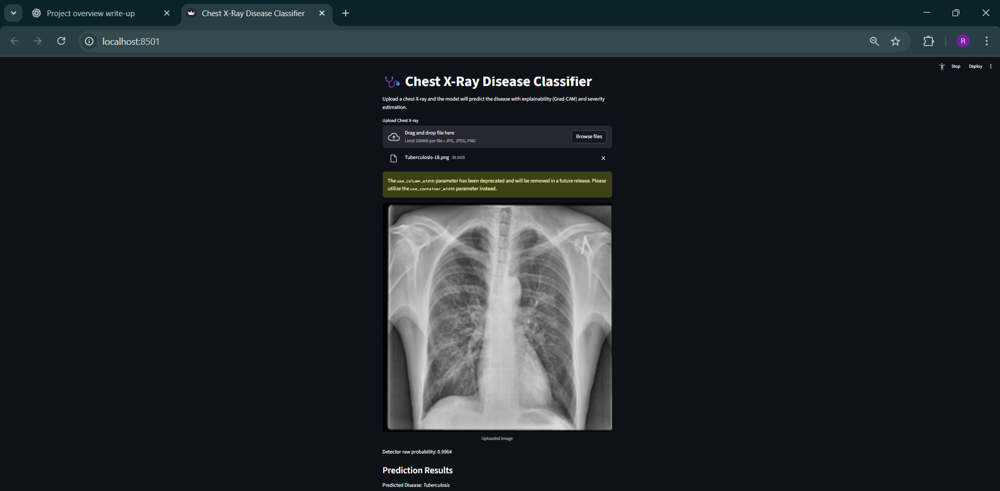 Project overview write-up
Chest X-Ray Disease Classifier
localhost:8501
R
Stop
Deploy
Chest X-Ray Disease Classifier
Upload a chest X-ray and the model will predict the disease with explainability (Grad-CAM) and severity
estimation.
Upload Chest X-ray
Drag and drop file here
Limit 200MB per file • JPG, JPEG, PNG
Browse files
Tuberculosis-18.png 39.9KB
The use_column_width parameter has been deprecated and will be removed in a future release. Please
utilize the use_container_width parameter instead.
Uploaded Image
Detector raw probability: 0.9964
Prediction Results
Predicted Disease: Tuberculosis